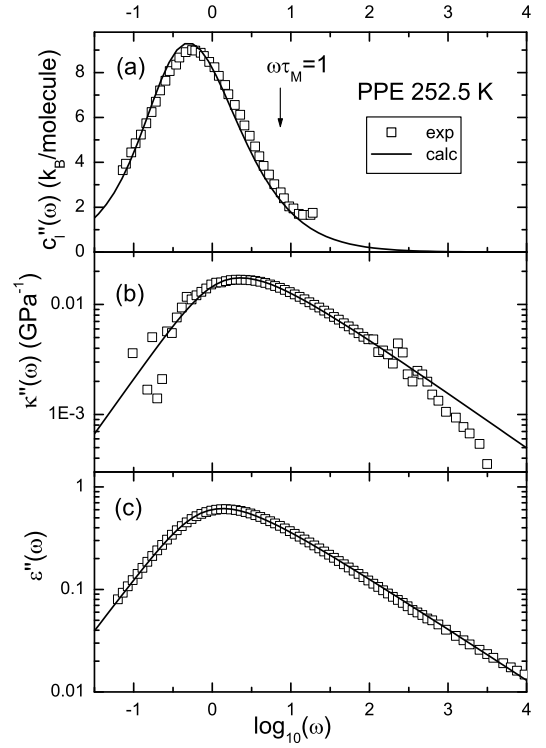 -1 0 1 2 3 4
(a)
ωτM=1
PPE 252.5 K
exp
calc
8
6
4
2
0
cl''(ω) (kB/molecule)
(b)
0.01
1E-3
κ''(ω) (GPa-1)
(c)
1
0.1
0.01
ε''(ω)
-1 0 1 2 3 4
log10(ω)